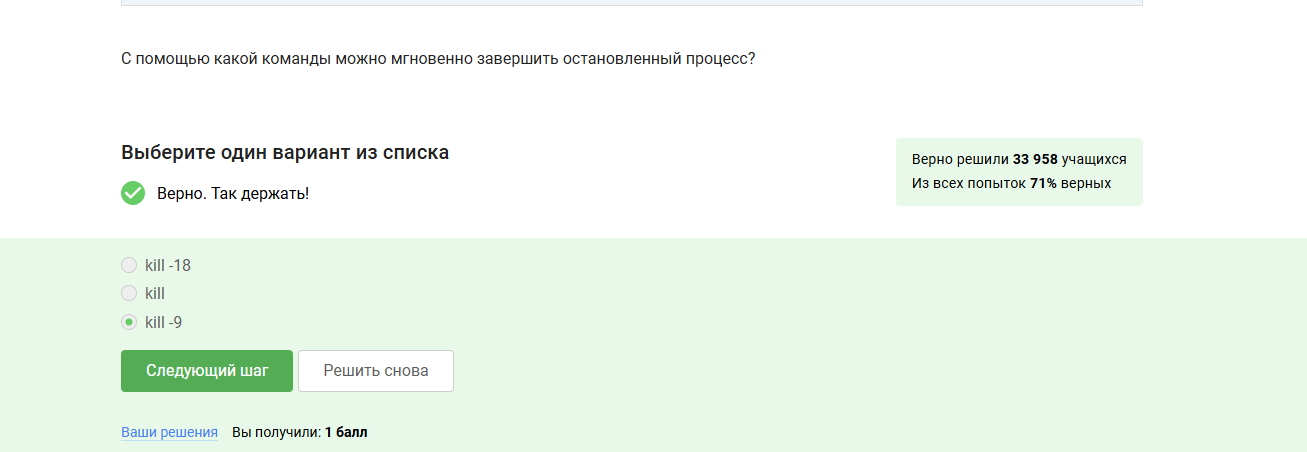 С помощью какой команды можно мгновенно завершить остановленный процесс?
Выберите один вариант из списка
Верно. Так держать!
Верно решили 33 958 учащихся
Из всех попыток 71% верных
kill -18
kill
kill -9
Следующий шаг
Решить снова
Ваши решения Вы получили: 1 балл